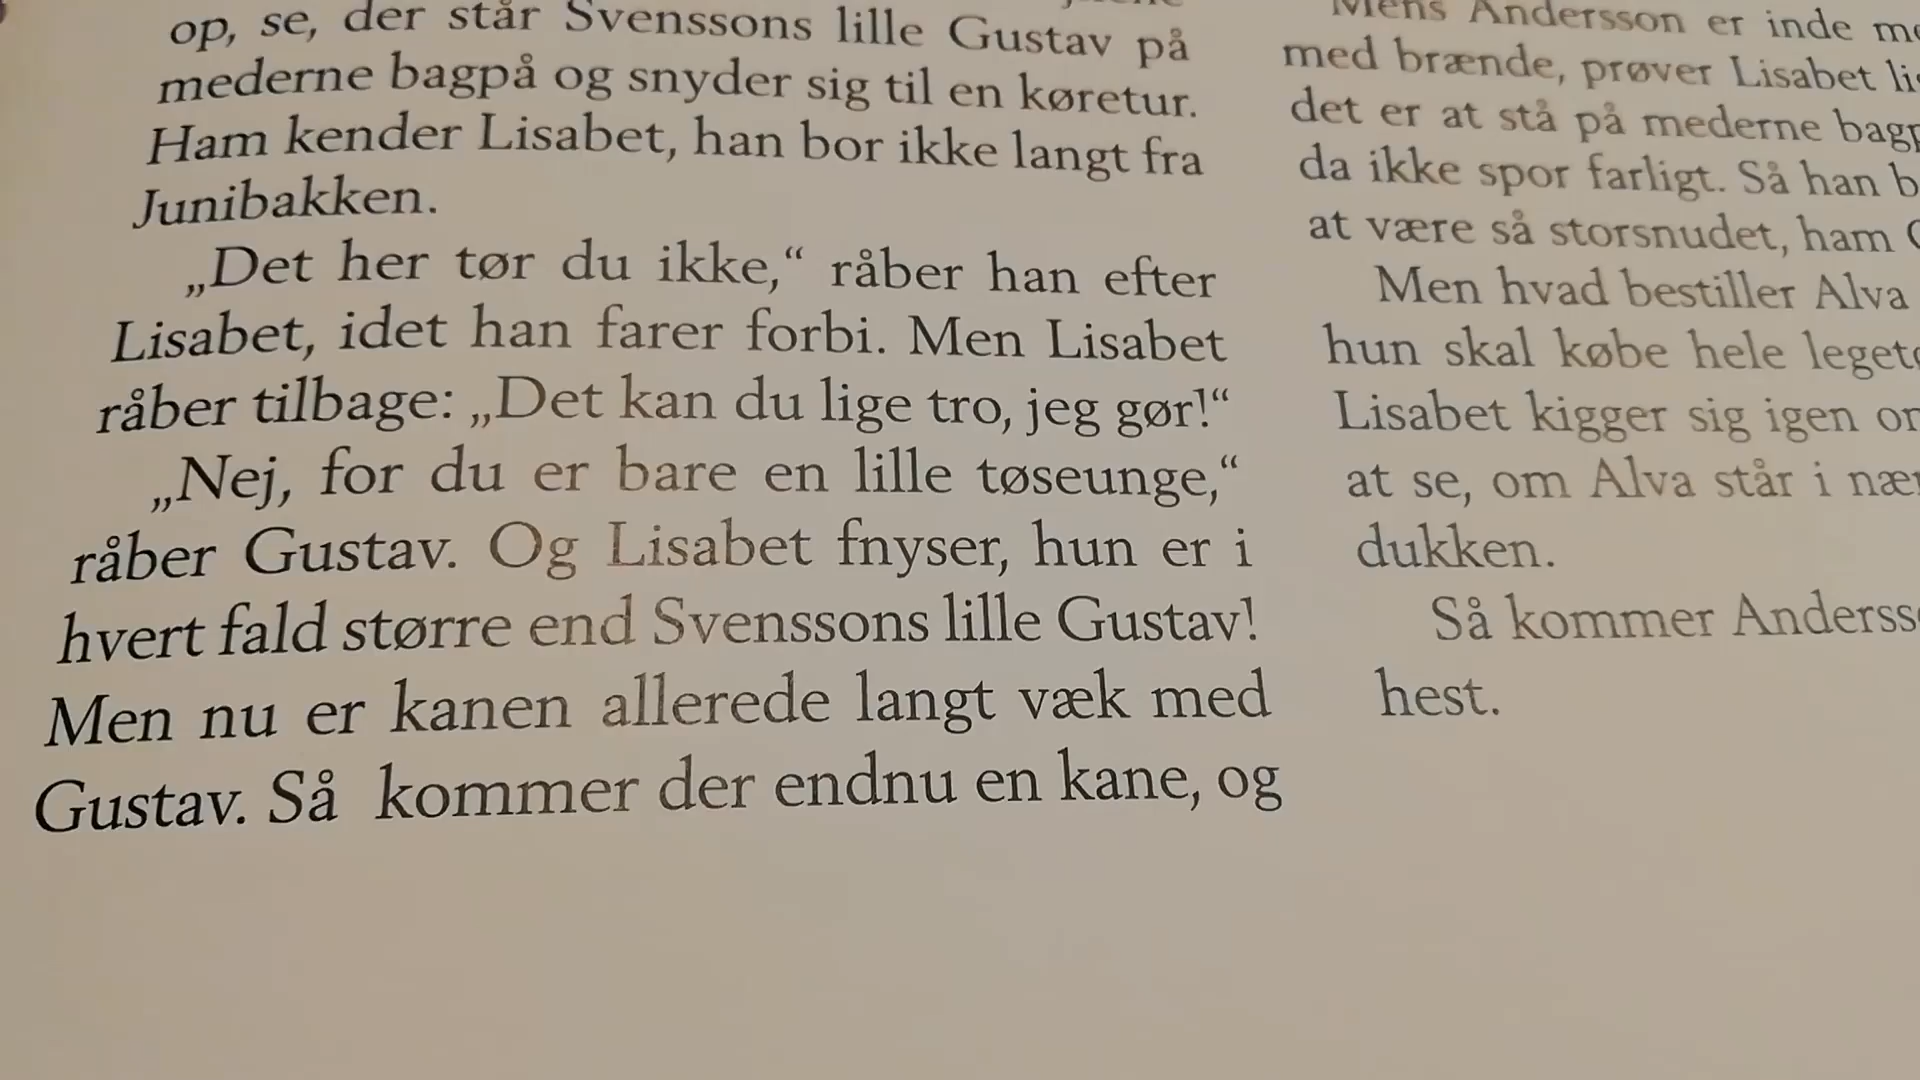 op, se, der står Svenssons lille Gustav på
mederne bagpå og snyder sig til en køretur.
Ham kender Lisabet, han bor ikke langt fra
Junibakken.
„Det her tør du ikke,“ råber han efter
Lisabet, idet han farer forbi. Men Lisabet
råber tilbage: „Det kan du lige tro, jeg gør!“
„Nej, for du er bare en lille tøseunge,“
råber Gustav. Og Lisabet fnyser, hun er i
hvert fald større end Svenssons lille Gustav!
Men nu er kanen allerede langt væk med
Gustav. Så kommer der endnu en kane, og
Mens Andersson er inde
med brænde, prøver Lisabet
det er at stå på mederne
da ikke spor farligt. Så han
at være så storsnudet, ham
Men hvad bestiller Alva
hun skal købe hele
Lisabet kigger sig igen
at se, om Alva står i
dukken.
Så kommer
hest.